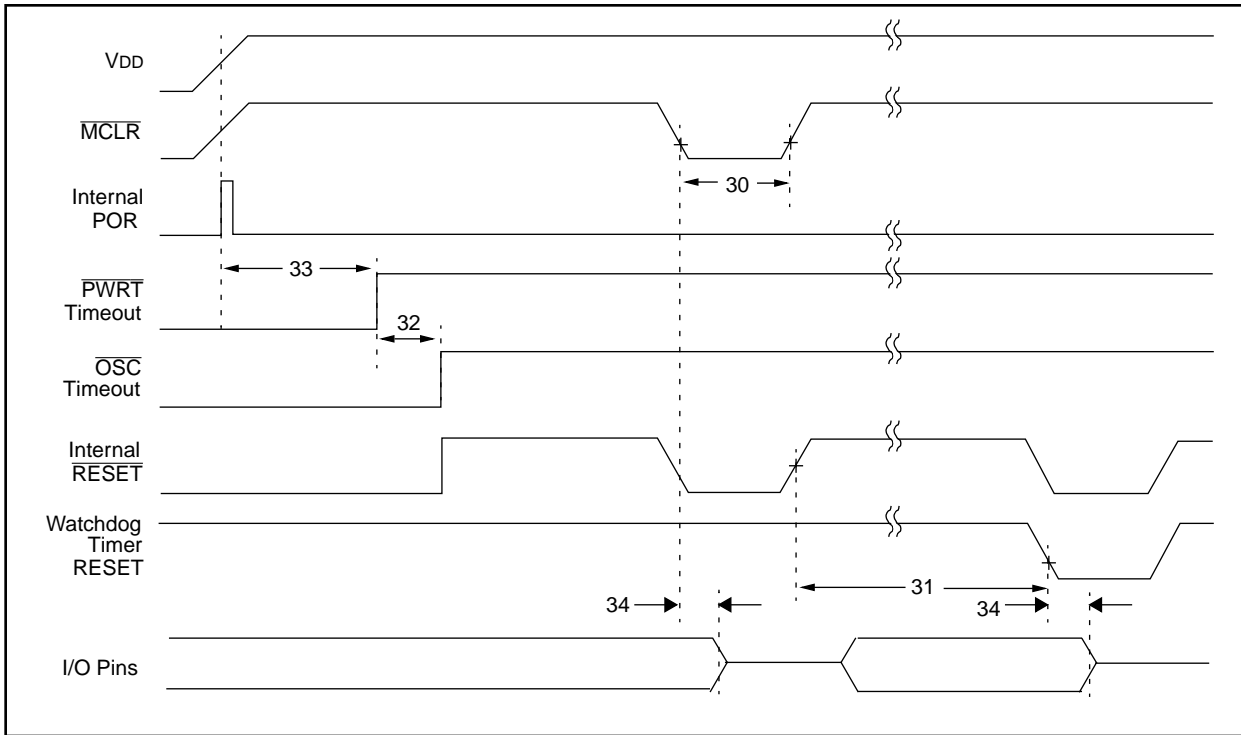 VDD
MCLR
Internal
POR
PWRT
Timeout
OSC
Timeout
Internal
RESET
Watchdog
Timer
RESET
I/O Pins
30
33
32
31
34
34